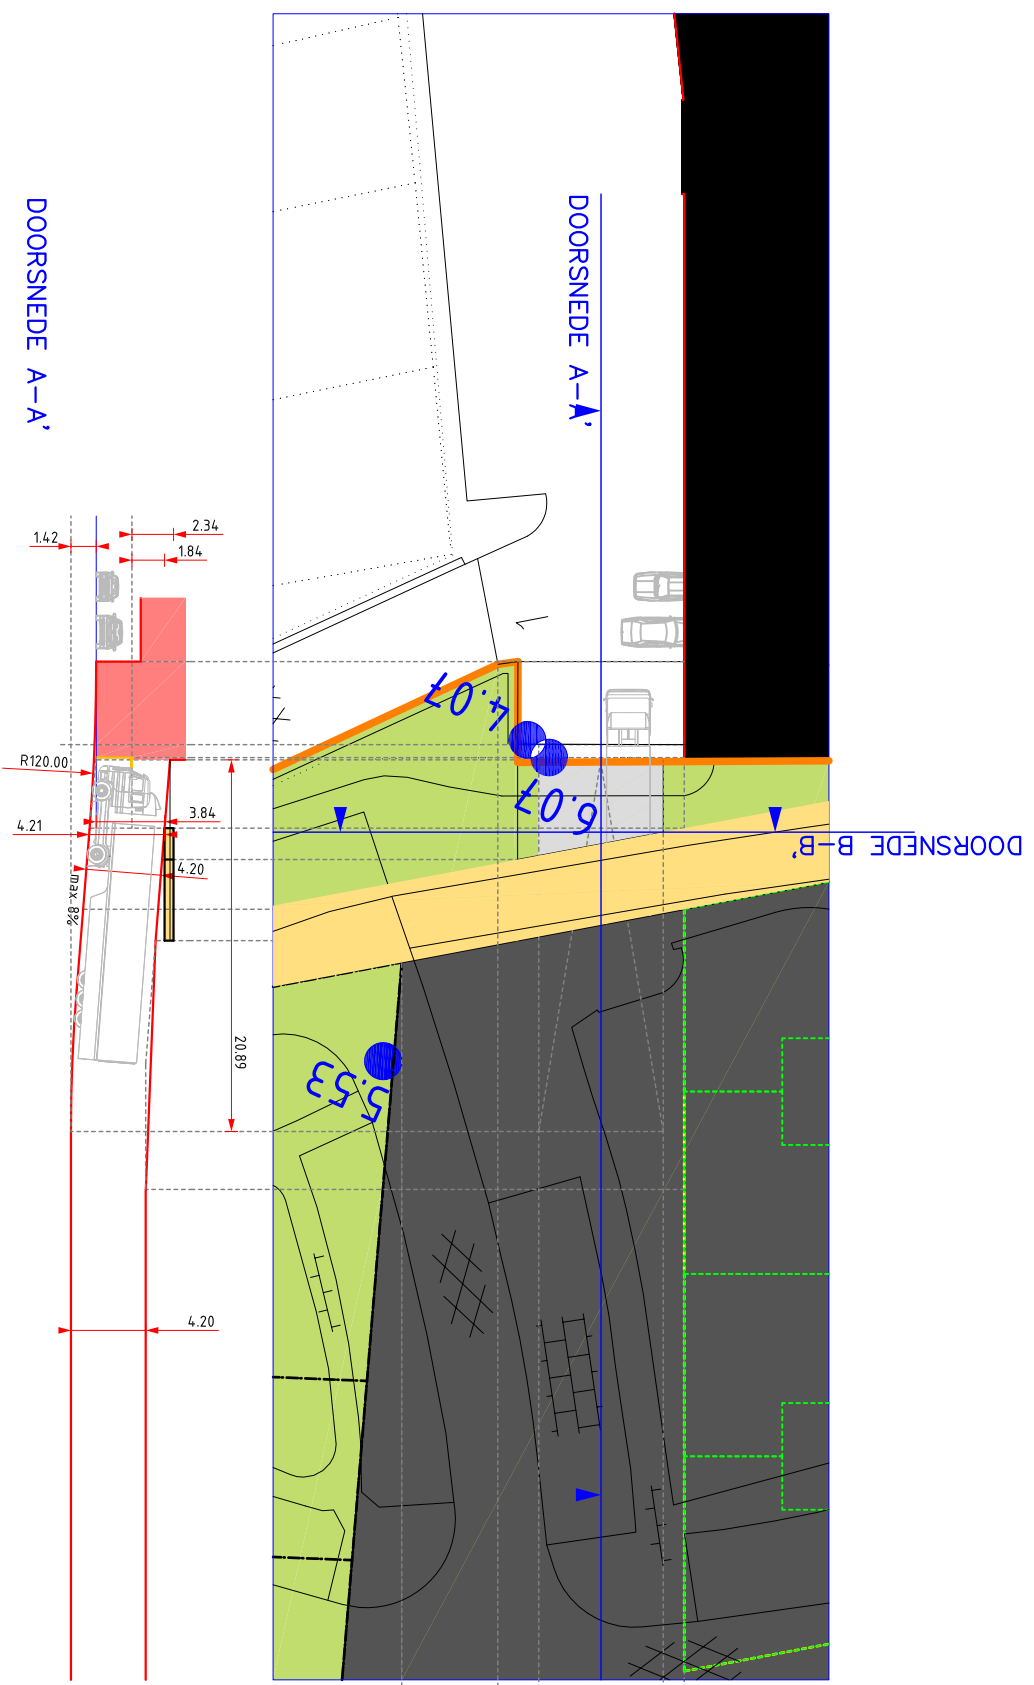 DOORSNEDE A-A'
DOORSNEDE A-A'
2.34
1.42
1.84
1
4.07
R120.00
6.07
3.84
4.21
DOORSNEDE B-B'
4.20
max 8%
20.89
5.53
4.20